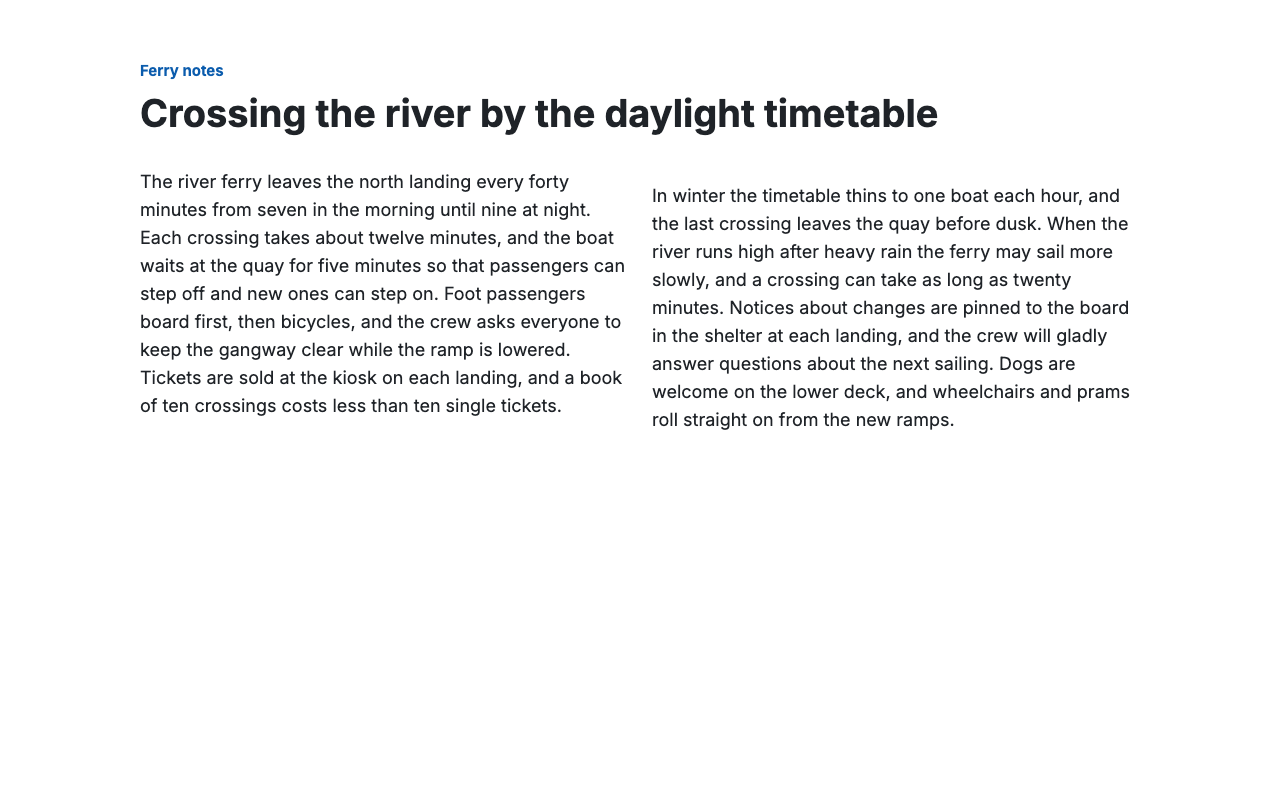 Ferry notes
Crossing the river by the daylight timetable
The river ferry leaves the north landing every forty
minutes from seven in the morning until nine at night.
Each crossing takes about twelve minutes, and the boat
waits at the quay for five minutes so that passengers can
step off and new ones can step on. Foot passengers
board first, then bicycles, and the crew asks everyone to
keep the gangway clear while the ramp is lowered.
Tickets are sold at the kiosk on each landing, and a book
of ten crossings costs less than ten single tickets.
In winter the timetable thins to one boat each hour, and
the last crossing leaves the quay before dusk. When the
river runs high after heavy rain the ferry may sail more
slowly, and a crossing can take as long as twenty
minutes. Notices about changes are pinned to the board
in the shelter at each landing, and the crew will gladly
answer questions about the next sailing. Dogs are
welcome on the lower deck, and wheelchairs and prams
roll straight on from the new ramps.